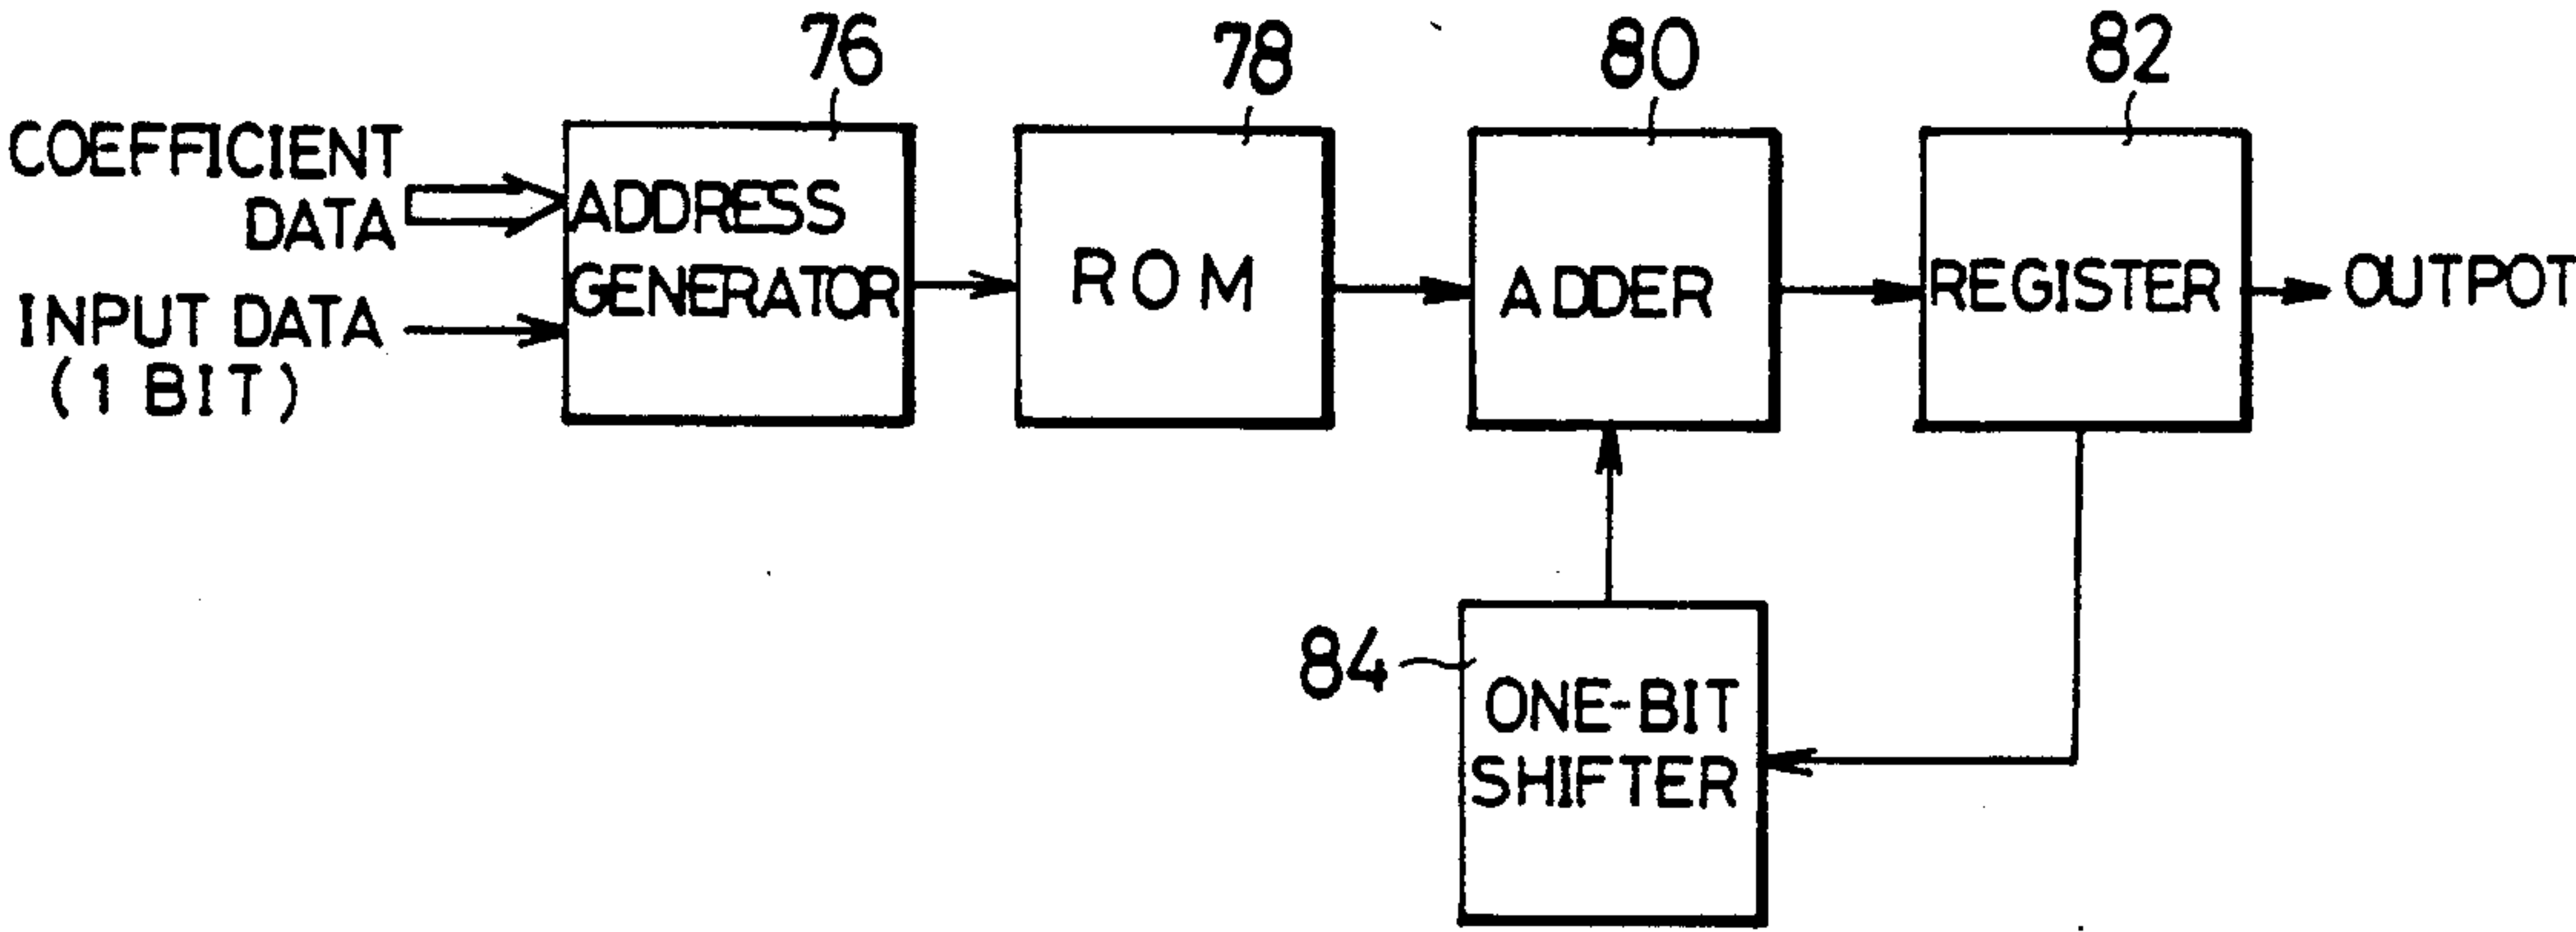 76
78
80
82
COEFFICIENT
DATA
INPUT DATA
(1 BIT)
ADDRESS
GENERATOR
ROM
ADDER
REGISTER
OUTPOT
84
ONE-BIT
SHIFTER